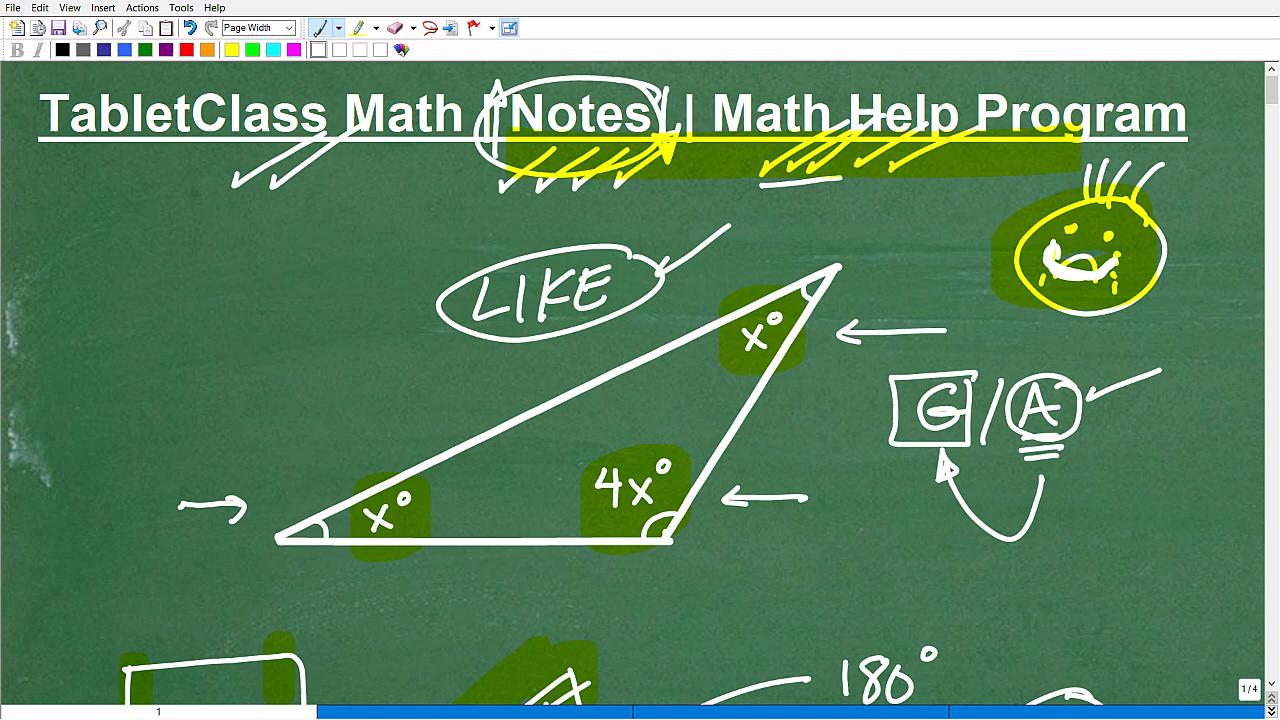 File Edit View Insert Actions Tools Help
Page Width
B I
TabletClass Math | Notes | Math Help Program
LIKE
x°
G/A
4x°
x°
180°
1/4
1